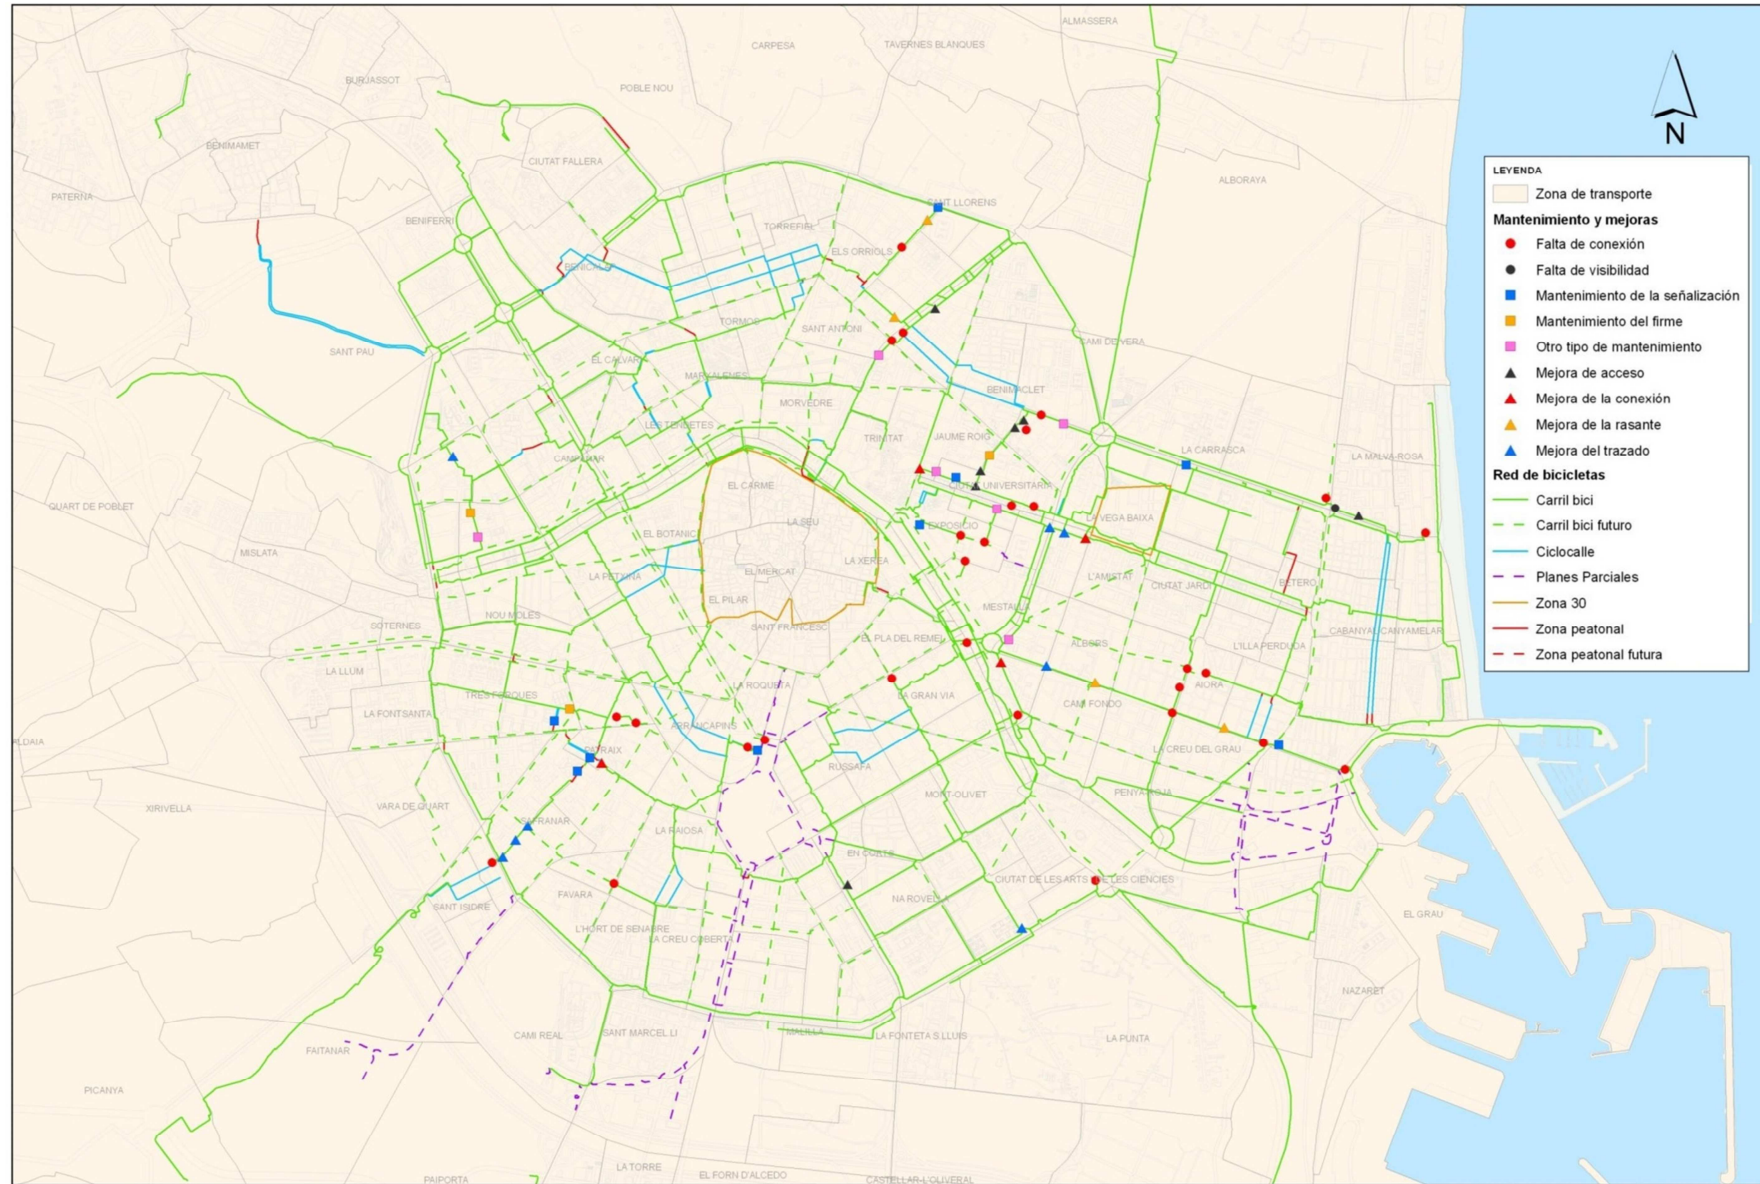 ALMASSERA
CARPESA
TAVERNES BLANQUES
BURJASSOT
POBLE NOU
BENIMAMET
CIUTAT FALLERA
PATERNA
ALBORAYA
SANT LLORENS
BENIFERRI
TORREFIEL
ELS ORRIOLS
BENICALAP
TORMOS
SANT ANTONI
CAMI DE VERA
SANT PAU
EL CALVARI
MARXALENES
BENIMACLET
MORVEDRE
LES TENDETES
TRINITAT
JAUME ROIG
LA CARRASCA
LA MALVA-ROSA
CAMPANAR
EL CARME
CIUTAT UNIVERSITARIA
QUART DE POBLET
LA SEU
EXPOSICIO
LA VEGA BAIXA
EL BOTANIC
MISLATA
LA XEREA
EL MERCAT
LA PETXINA
L'AMISTAT
CIUTAT JARDI
BETERO
EL PILAR
NOU MOLES
MESTALLA
SOTERNES
SANT FRANCESC
EL PLA DEL REMEI
CABANYAL CANYAMELAR
ALBORS
L'ILLA PERDUDA
LA LLUM
LA ROQUETA
AIORA
TRES FORQUES
LA GRAN VIA
CAMI FONDO
LA FONTSANTA
ARRANCAPINS
ALDAIA
PATRAIX
LA CREU DEL GRAU
RUSSAFA
MONT-OLIVET
PENYA-ROJA
XIRIVELLA
VARA DE QUART
SAFRANAR
LA RAIOSA
EN CORTS
CIUTAT DE LES ARTS I DE LES CIENCIES
FAVARA
NA ROVELLA
SANT ISIDRE
EL GRAU
L'HORT DE SENABRE
LA CREU COBERTA
NAZARET
CAMI REAL
SANT MARCEL LI
MALILLA
LA FONTETA S.LLUIS
LA PUNTA
FAITANAR
PICANYA
LA TORRE
EL FORN D'ALCEDO
PAIPORTA
CASTELLAR-L'OLIVERAL
N
LEYENDA
Zona de transporte
Mantenimiento y mejoras
Falta de conexión
Falta de visibilidad
Mantenimiento de la señalización
Mantenimiento del firme
Otro tipo de mantenimiento
Mejora de acceso
Mejora de la conexión
Mejora de la rasante
Mejora del trazado
Red de bicicletas
Carril bici
Carril bici futuro
Ciclocalle
Planes Parciales
Zona 30
Zona peatonal
Zona peatonal futura